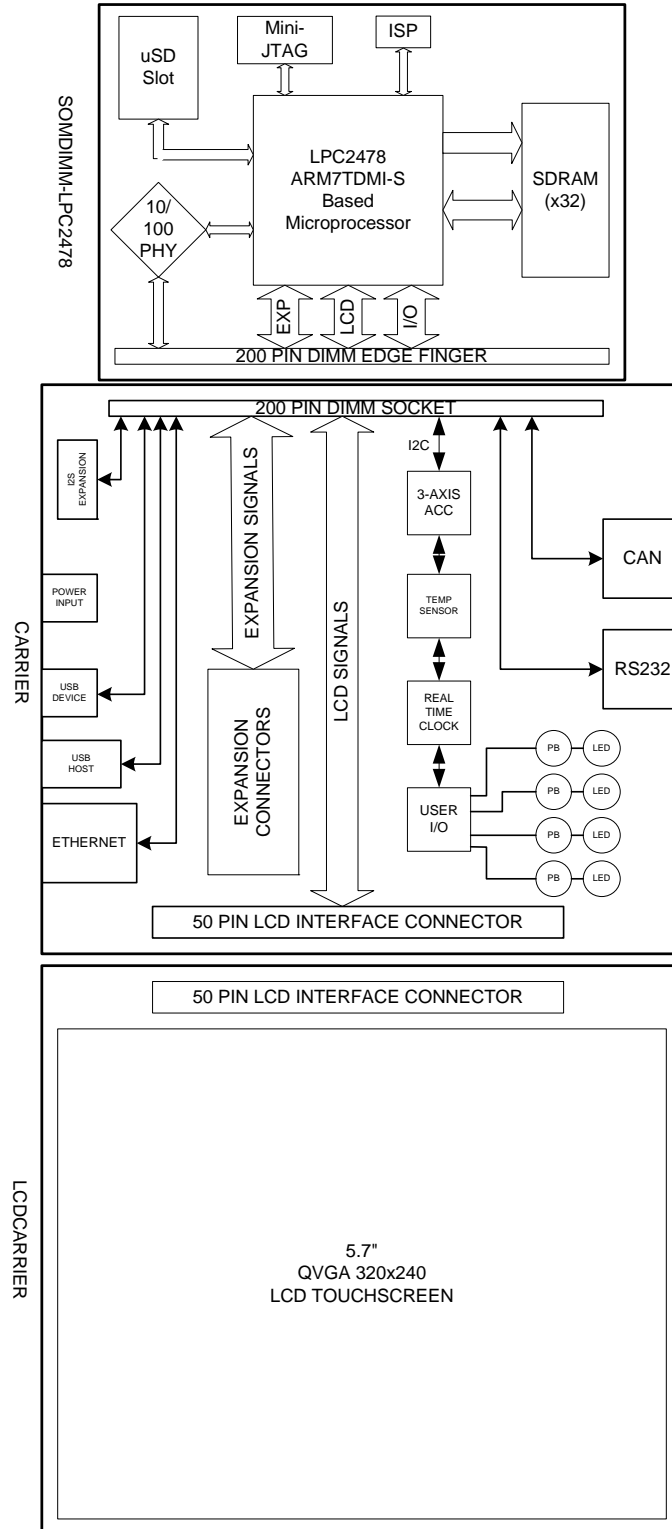 SOMDIMM-LPC2478
uSD
Slot
Mini-
JTAG
ISP
LPC2478
ARM7TDMI-S
Based
Microprocessor
SDRAM
(x32)
10/
100
PHY
EXP
LCD
I/O
200 PIN DIMM EDGE FINGER
CARRIER
200 PIN DIMM SOCKET
I2S
EXPANSION
POWER
INPUT
USB
DEVICE
USB
HOST
ETHERNET
EXPANSION SIGNALS
EXPANSION
CONNECTORS
LCD SIGNALS
I2C
3-AXIS
ACC
TEMP
SENSOR
REAL
TIME
CLOCK
USER
I/O
CAN
RS232
PB
LED
PB
LED
PB
LED
PB
LED
50 PIN LCD INTERFACE CONNECTOR
LCDCARRIER
50 PIN LCD INTERFACE CONNECTOR
5.7"
QVGA 320x240
LCD TOUCHSCREEN